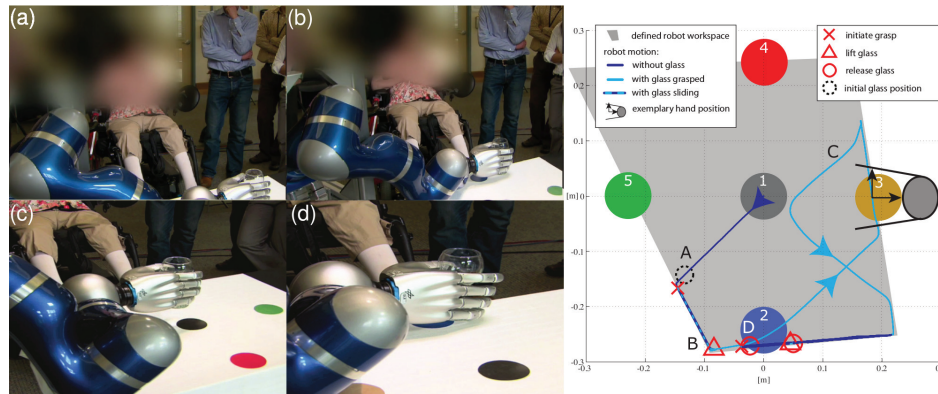 (a)
(b)
(c)
(d)
defined robot workspace
robot motion:
without glass
with glass grasped
with glass sliding
exemplary hand position
initiate grasp
lift glass
release glass
initial glass position
4
5
1
3
2
A
B
C
D
0.3
0.2
0.1
[m] 0
-0.1
-0.2
-0.3
-0.3
-0.2
-0.1
0
0.1
0.2
[m]